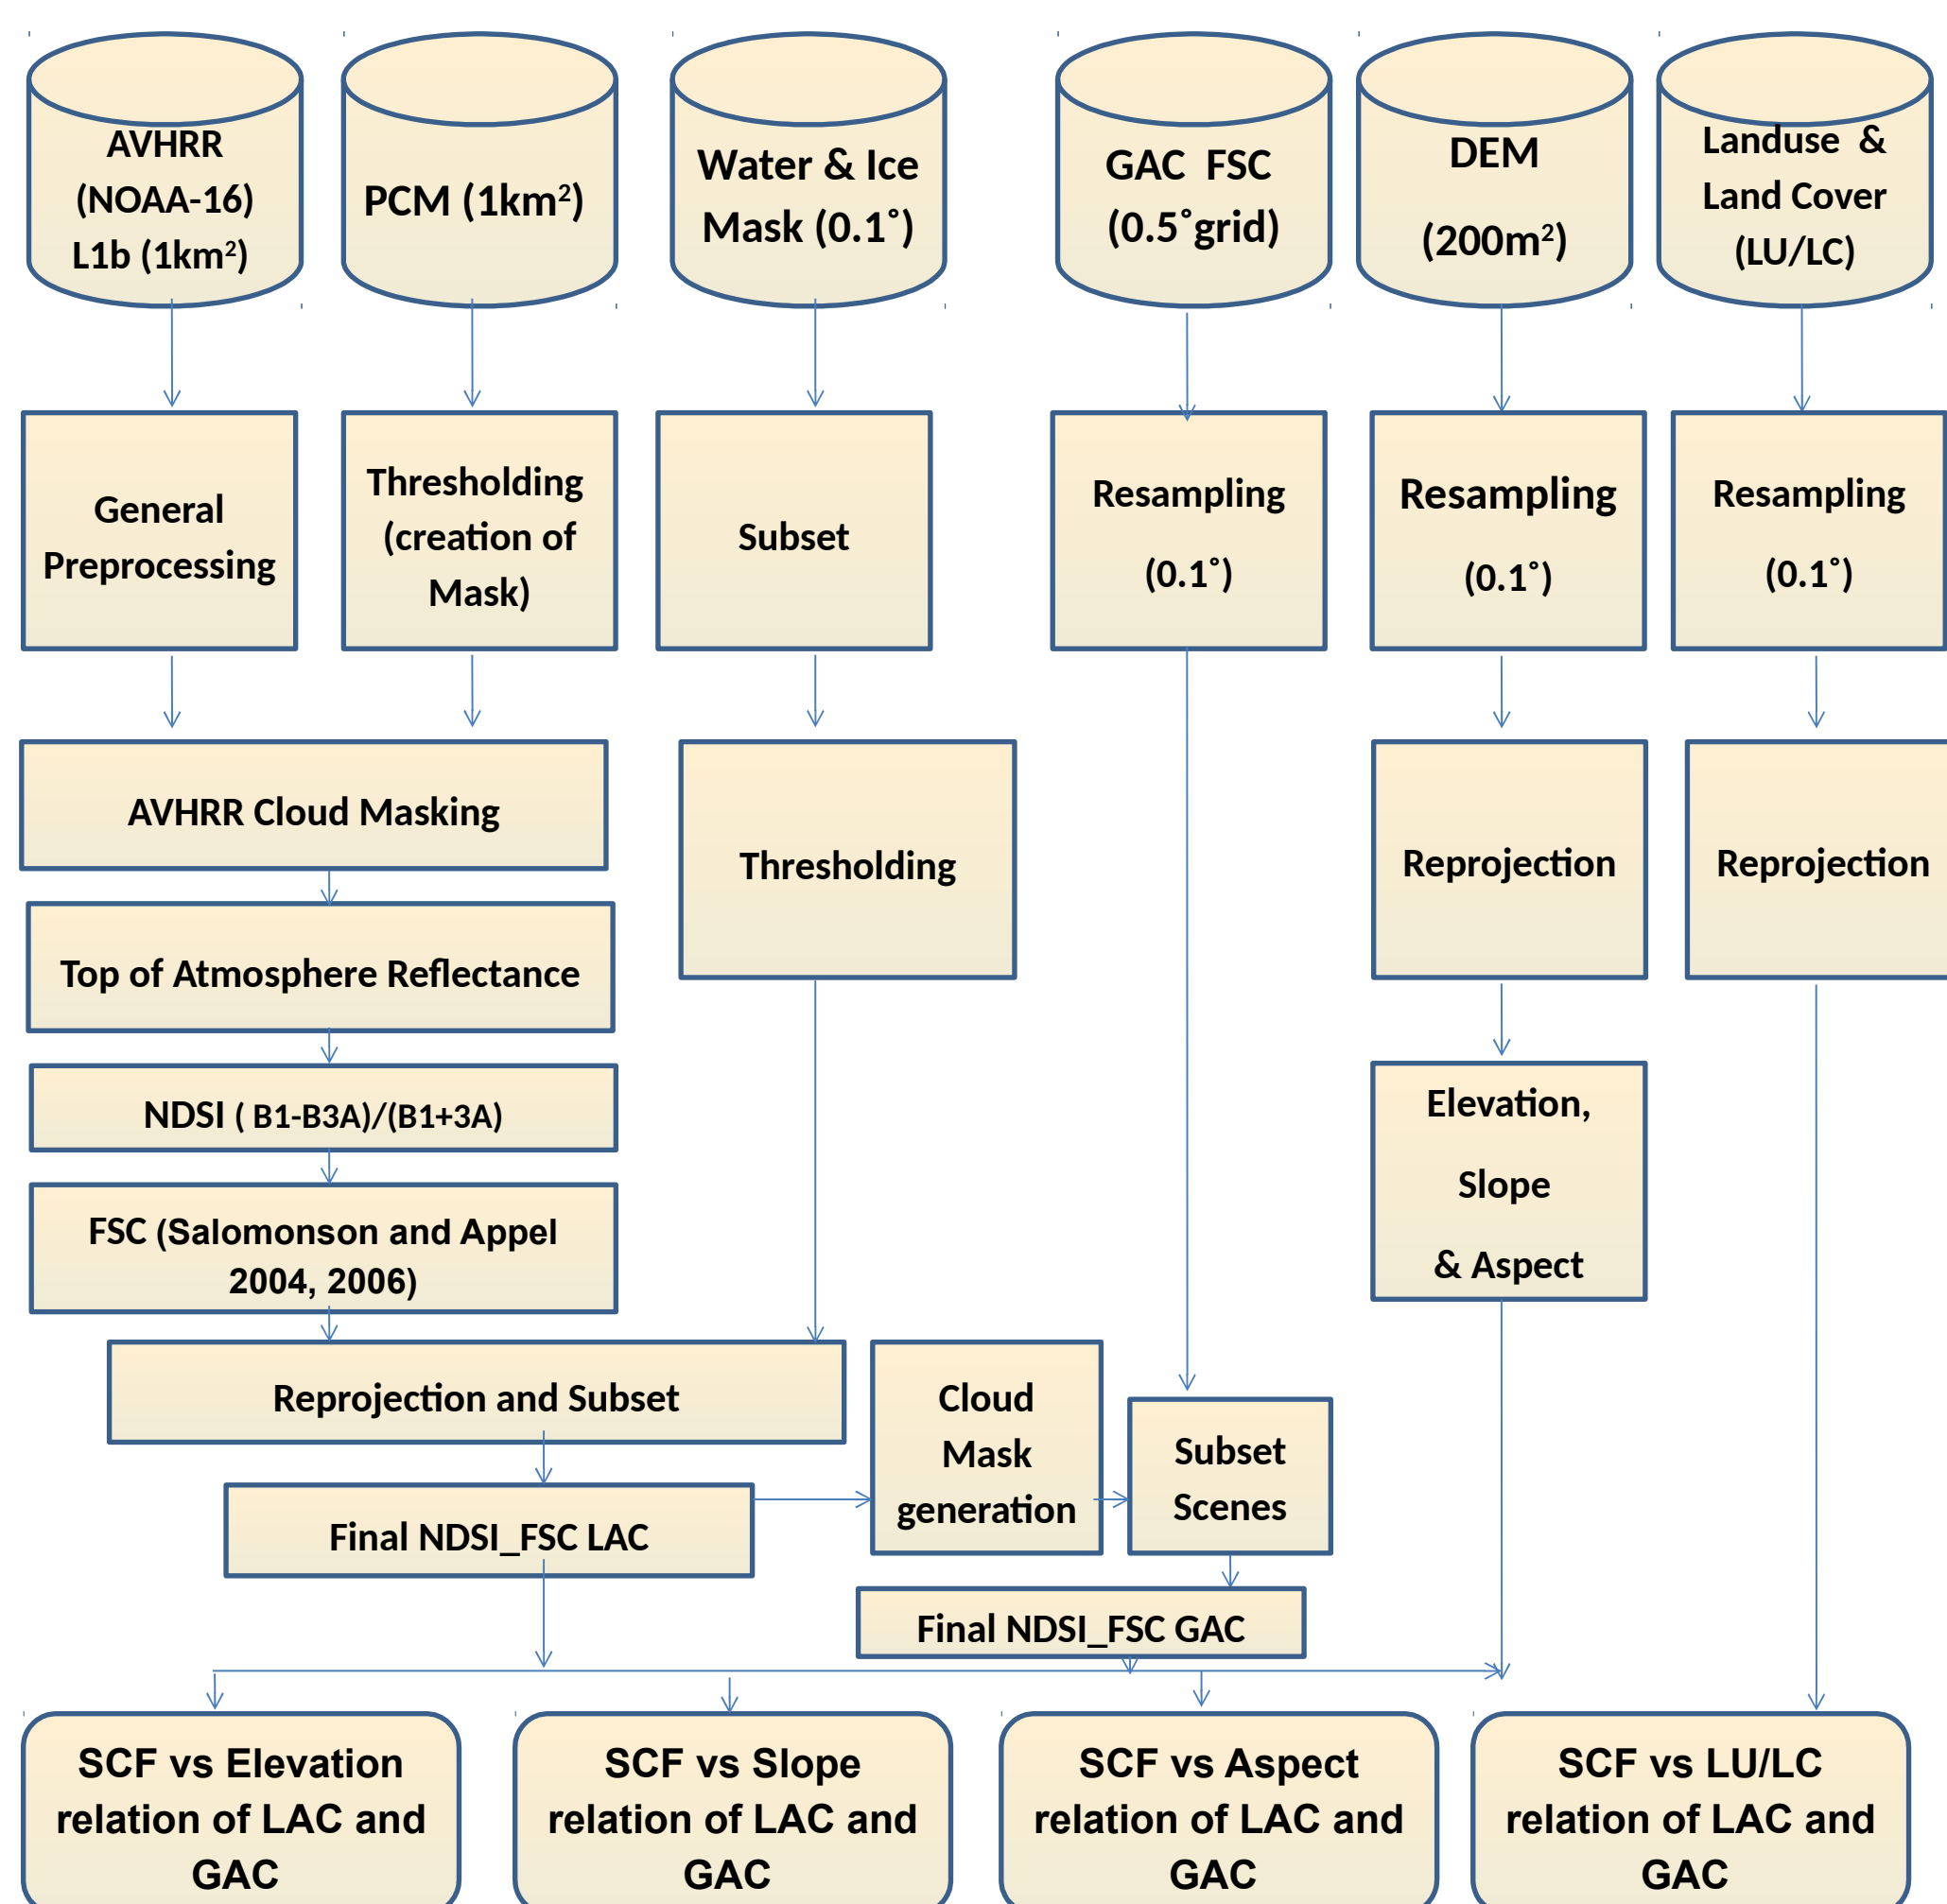 AVHRR
(NOAA-16)
L1b (1km²)
PCM (1km²)
Water & Ice
Mask (0.1˚)
GAC FSC
(0.5˚grid)
DEM
(200m²)
Landuse &
Land Cover
(LU/LC)
General
Preprocessing
Thresholding
(creation of
Mask)
Subset
Resampling
(0.1˚)
Resampling
(0.1˚)
Resampling
(0.1˚)
AVHRR Cloud Masking
Thresholding
Reprojection
Reprojection
Top of Atmosphere Reflectance
NDSI ( B1-B3A)/(B1+3A)
FSC (Salomonson and Appel
2004, 2006)
Elevation,
Slope
& Aspect
Reprojection and Subset
Cloud
Mask
generation
Subset
Scenes
Final NDSI_FSC LAC
Final NDSI_FSC GAC
SCF vs Elevation
relation of LAC and
GAC
SCF vs Slope
relation of LAC and
GAC
SCF vs Aspect
relation of LAC and
GAC
SCF vs LU/LC
relation of LAC and
GAC